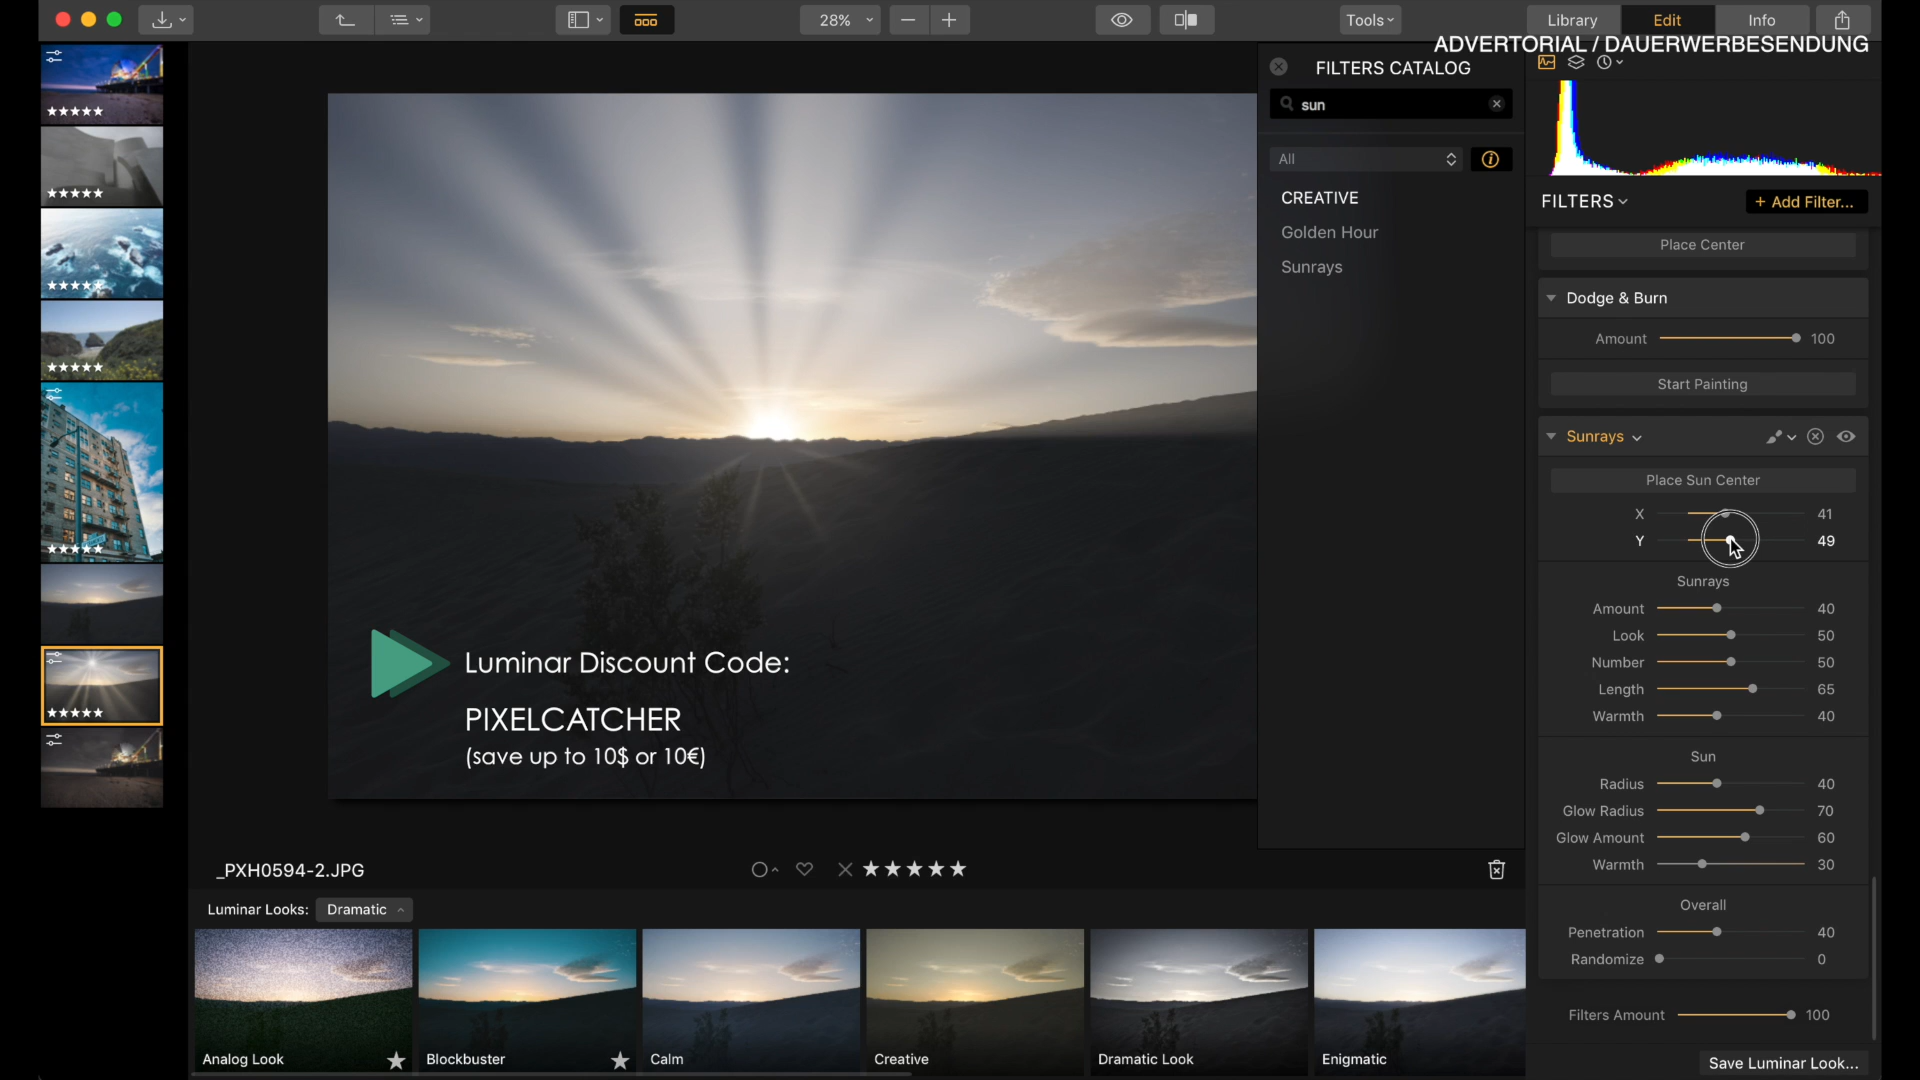 28%
Tools
Library
Edit
Info
ADVERTORIAL / DAUERWERBESENDUNG
FILTERS CATALOG
sun
All
CREATIVE
Golden Hour
Sunrays
FILTERS
+ Add Filter...
Place Center
Dodge & Burn
Amount 100
Start Painting
Sunrays
Place Sun Center
X 41
Y 49
Sunrays
Amount 40
Look 50
Number 50
Length 65
Warmth 40
Sun
Radius 40
Glow Radius 70
Glow Amount 60
Warmth 30
Overall
Penetration 40
Randomize 0
Filters Amount 100
Save Luminar Look...
Luminar Discount Code:
PIXELCATCHER
(save up to 10$ or 10€)
_PXH0594-2.JPG
Luminar Looks: Dramatic
Analog Look
Blockbuster
Calm
Creative
Dramatic Look
Enigmatic